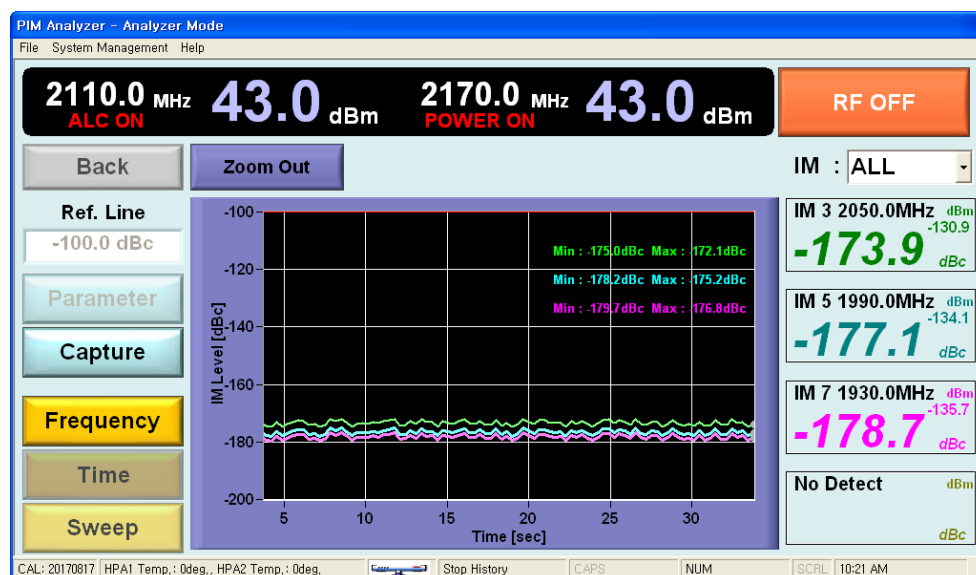 PIM Analyzer - Analyzer Mode
File System Management Help
2110.0 MHz 43.0 dBm 2170.0 MHz 43.0 dBm
ALC ON POWER ON
RF OFF
Back
Zoom Out
IM : ALL
Ref. Line
-100.0 dBc
Parameter
Capture
Frequency
Time
Sweep
IM Level [dBc]
-100
-120
-140
-160
-180
-200
Min : -175.0dBc Max : -172.1dBc
Min : -178.2dBc Max : -175.2dBc
Min : -179.7dBc Max : -176.8dBc
5 10 15 20 25 30
Time [sec]
IM 3 2050.0MHz dBm
-130.9
-173.9 dBc
IM 5 1990.0MHz dBm
-134.1
-177.1 dBc
IM 7 1930.0MHz dBm
-135.7
-178.7 dBc
No Detect dBm
dBc
CAL: 20170817 HPA1 Temp,: 0deg,, HPA2 Temp,: 0deg, Stop History CAPS NUM SCRL 10:21 AM